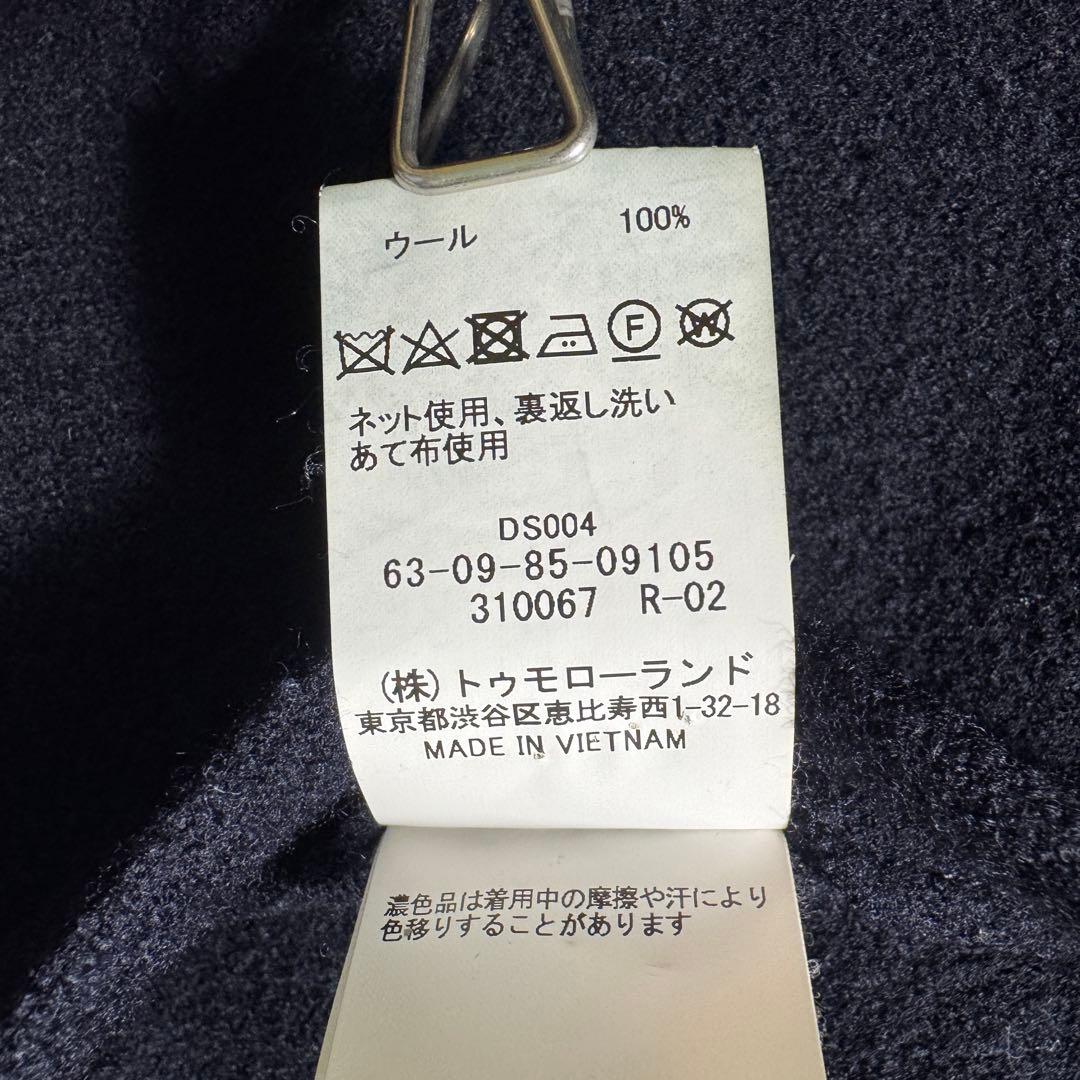 ウール 100%
F W
ネット使用、裏返し洗い
あて布使用
DS004
63-09-85-09105
310067 R-02
(株)トゥモローランド
東京都渋谷区恵比寿西1-32-18
MADE IN VIETNAM
濃色品は着用中の摩擦や汗により
色移りすることがあります